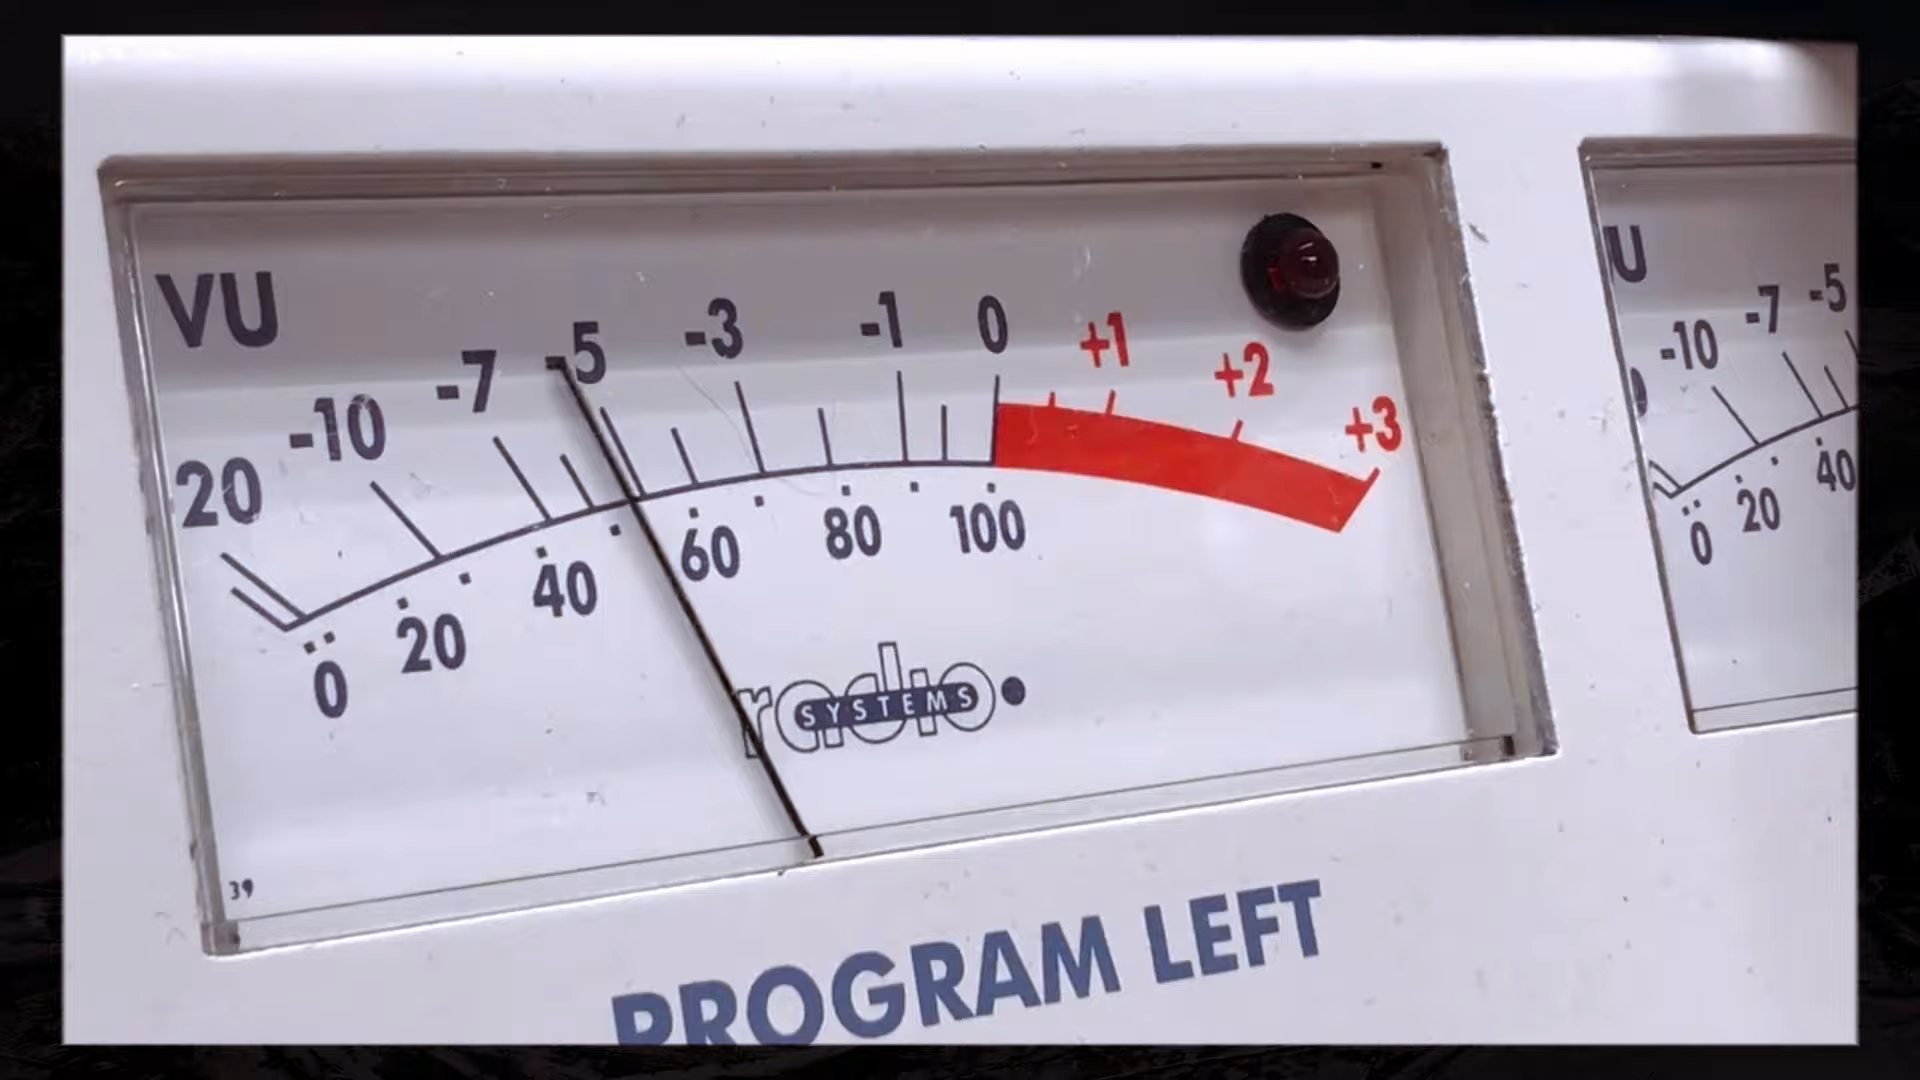 VU
20 -10 -7 -5 -3 -1 0 +1 +2 +3
0 20 40 60 80 100
radio
SYSTEMS
39
PROGRAM LEFT
U
-10 -7 -5
0 20 40